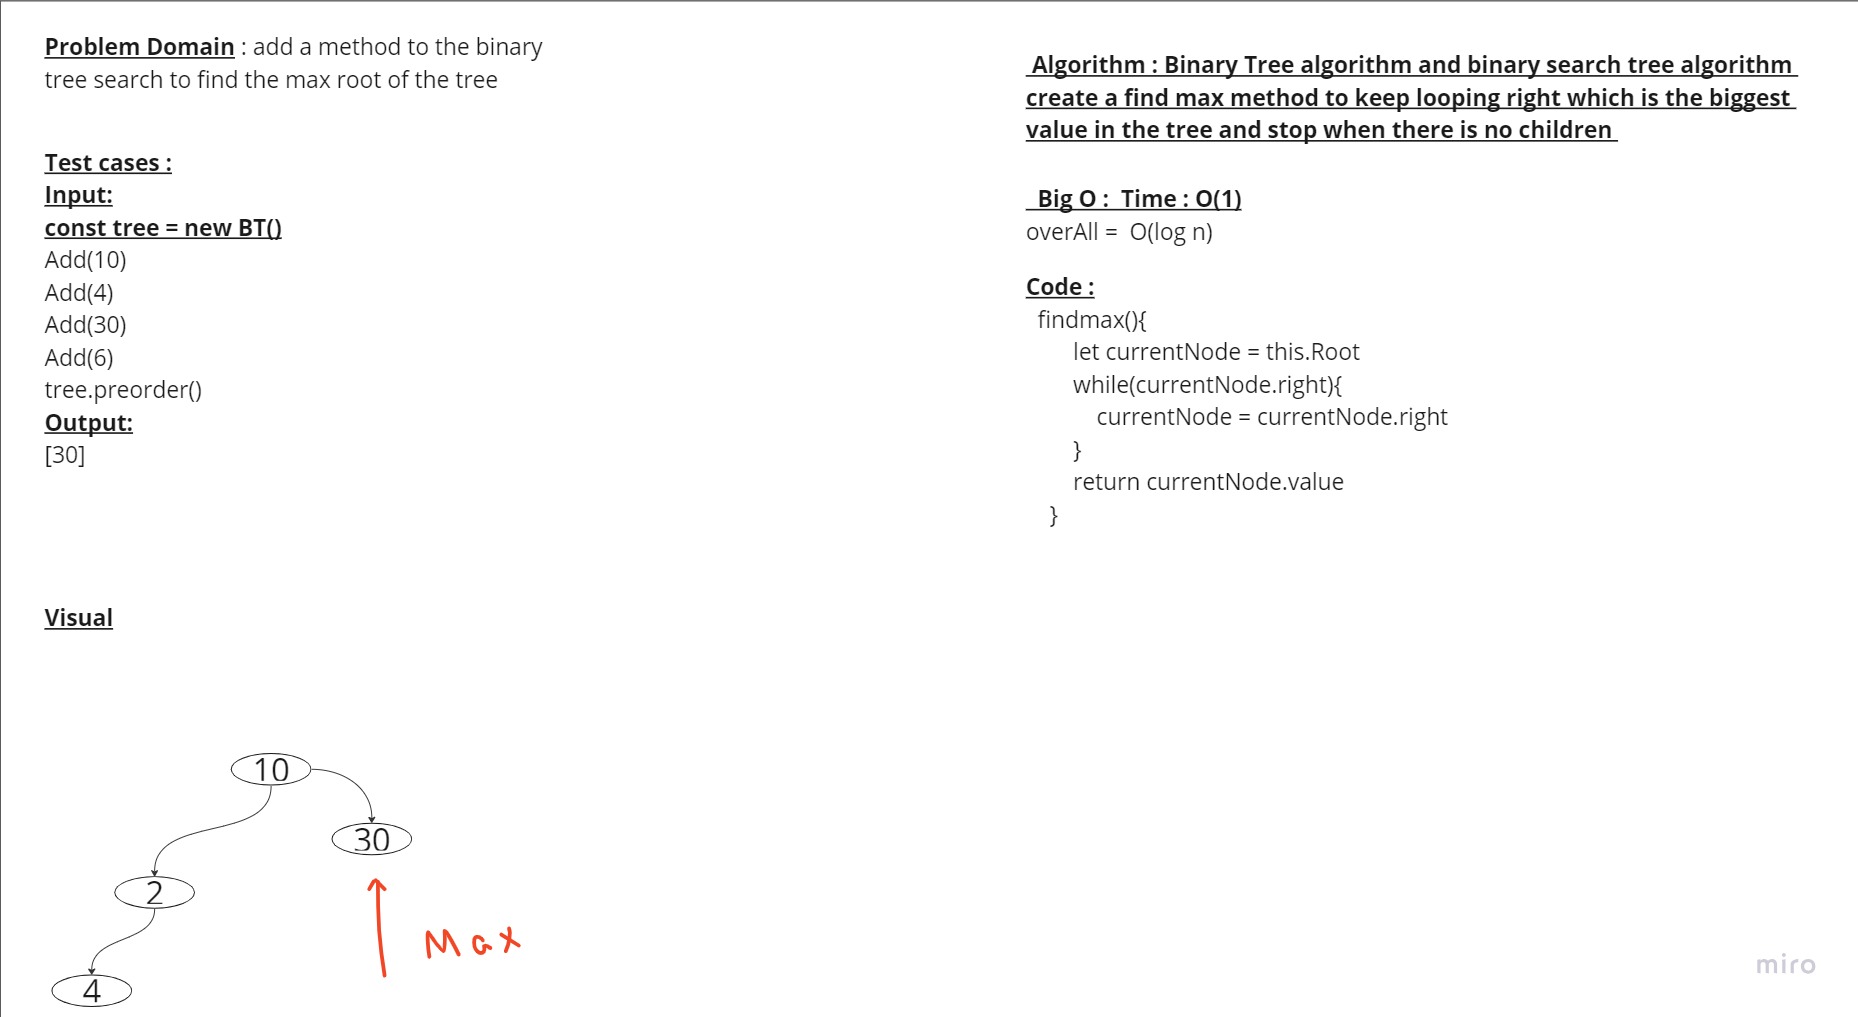 Problem Domain : add a method to the binary
tree search to find the max root of the tree
Test cases :
Input:
const tree = new BT()
Add(10)
Add(4)
Add(30)
Add(6)
tree.preorder()
Output:
[30]
Visual
10
30
2
4
Max
Algorithm : Binary Tree algorithm and binary search tree algorithm
create a find max method to keep looping right which is the biggest
value in the tree and stop when there is no children
Big O : Time : O(1)
overAll = O(log n)
Code :
findmax(){
let currentNode = this.Root
while(currentNode.right){
currentNode = currentNode.right
}
return currentNode.value
}
miro